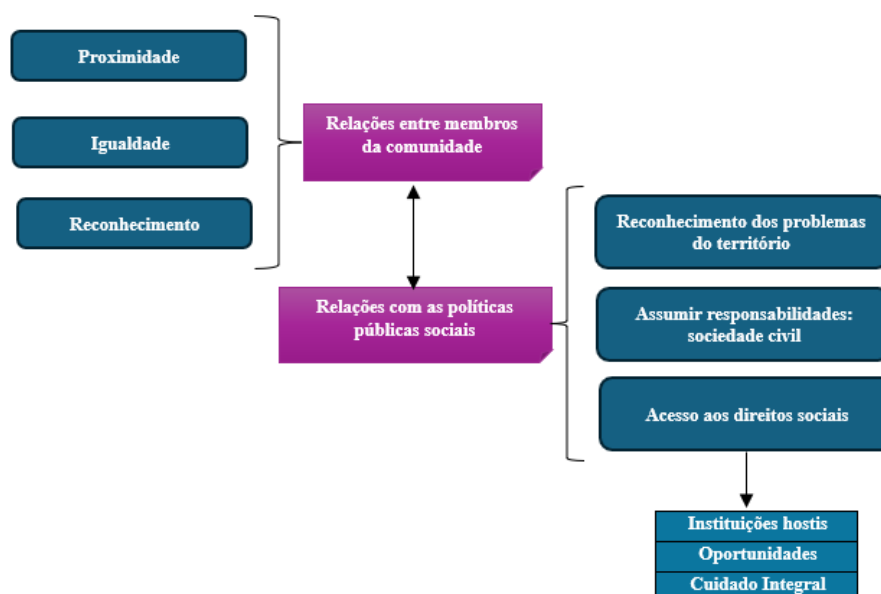 Proximidade
Igualdade
Reconhecimento
Relações entre membros
da comunidade
Relações com as políticas
públicas sociais
Reconhecimento dos problemas
do território
Assumir responsabilidades:
sociedade civil
Acesso aos direitos sociais
Instituições hostis
Oportunidades
Cuidado Integral